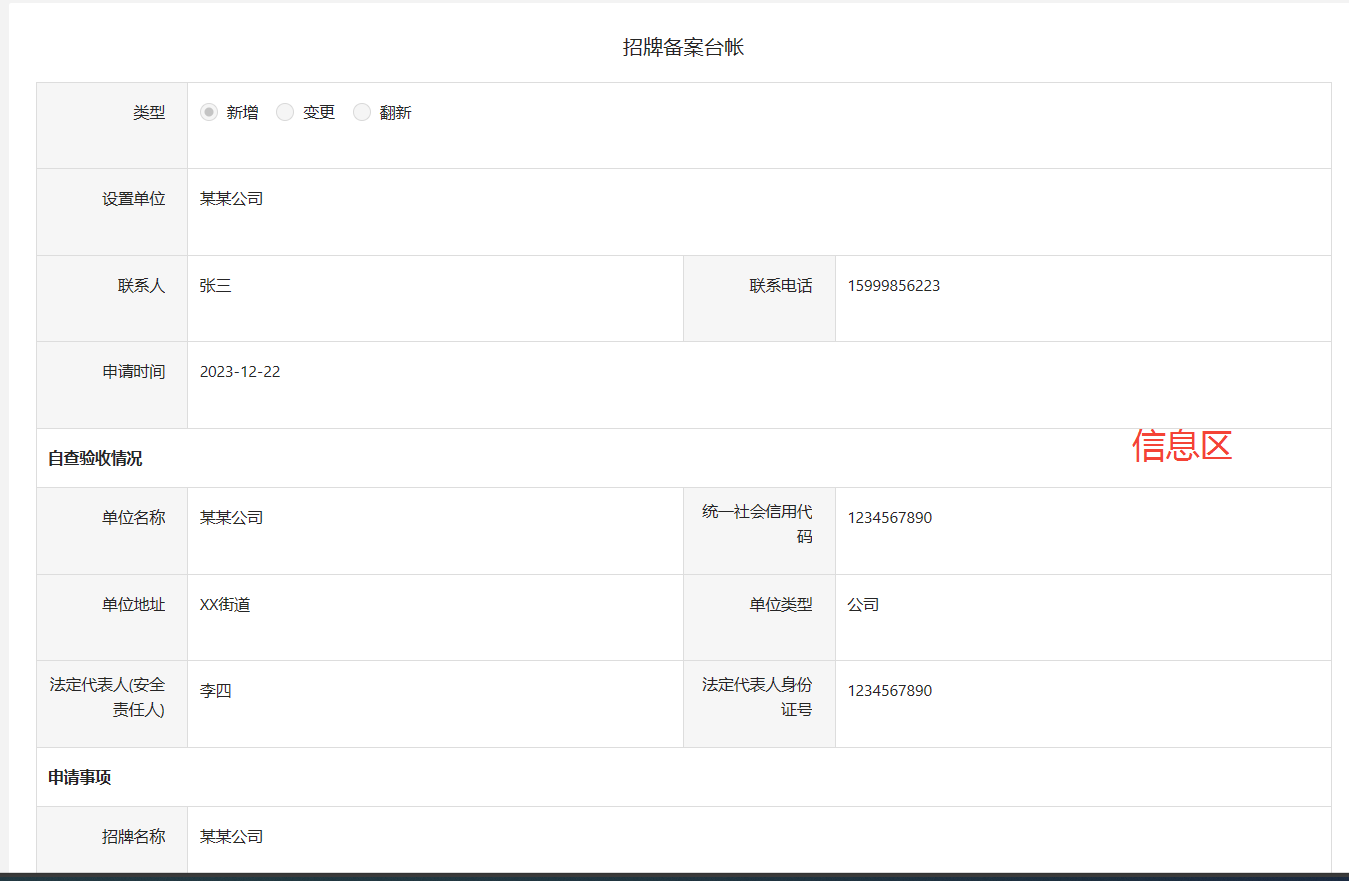 招牌备案台帐
类型 新增 变更 翻新
设置单位 某某公司
联系人 张三 联系电话 15999856223
申请时间 2023-12-22
信息区
自查验收情况
单位名称 某某公司 统一社会信用代
码 1234567890
单位地址 XX街道 单位类型 公司
法定代表人(安全
责任人) 李四 法定代表人身份
证号 1234567890
申请事项
招牌名称 某某公司